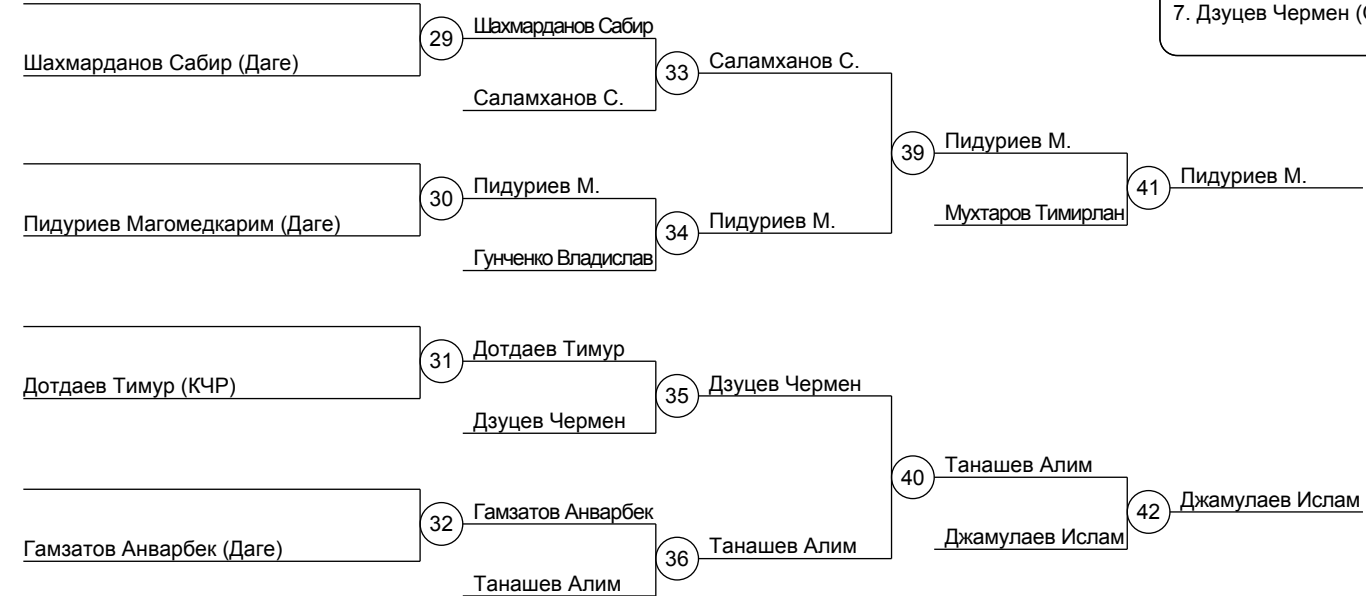 7. Дзуцев Чермен (
29
Шахмарданов Сабир
Шахмарданов Сабир (Даге)
33
Саламханов С.
Саламханов С.
39
Пидуриев М.
30
Пидуриев М.
41
Пидуриев М.
Пидуриев Магомедкарим (Даге)
34
Пидуриев М.
Мухтаров Тимирлан
Гунченко Владислав
31
Дотдаев Тимур
Дотдаев Тимур (КЧР)
35
Дзуцев Чермен
Дзуцев Чермен
40
Танашев Алим
32
Гамзатов Анварбек
42
Джамулаев Ислам
Гамзатов Анварбек (Даге)
36
Танашев Алим
Джамулаев Ислам
Танашев Алим